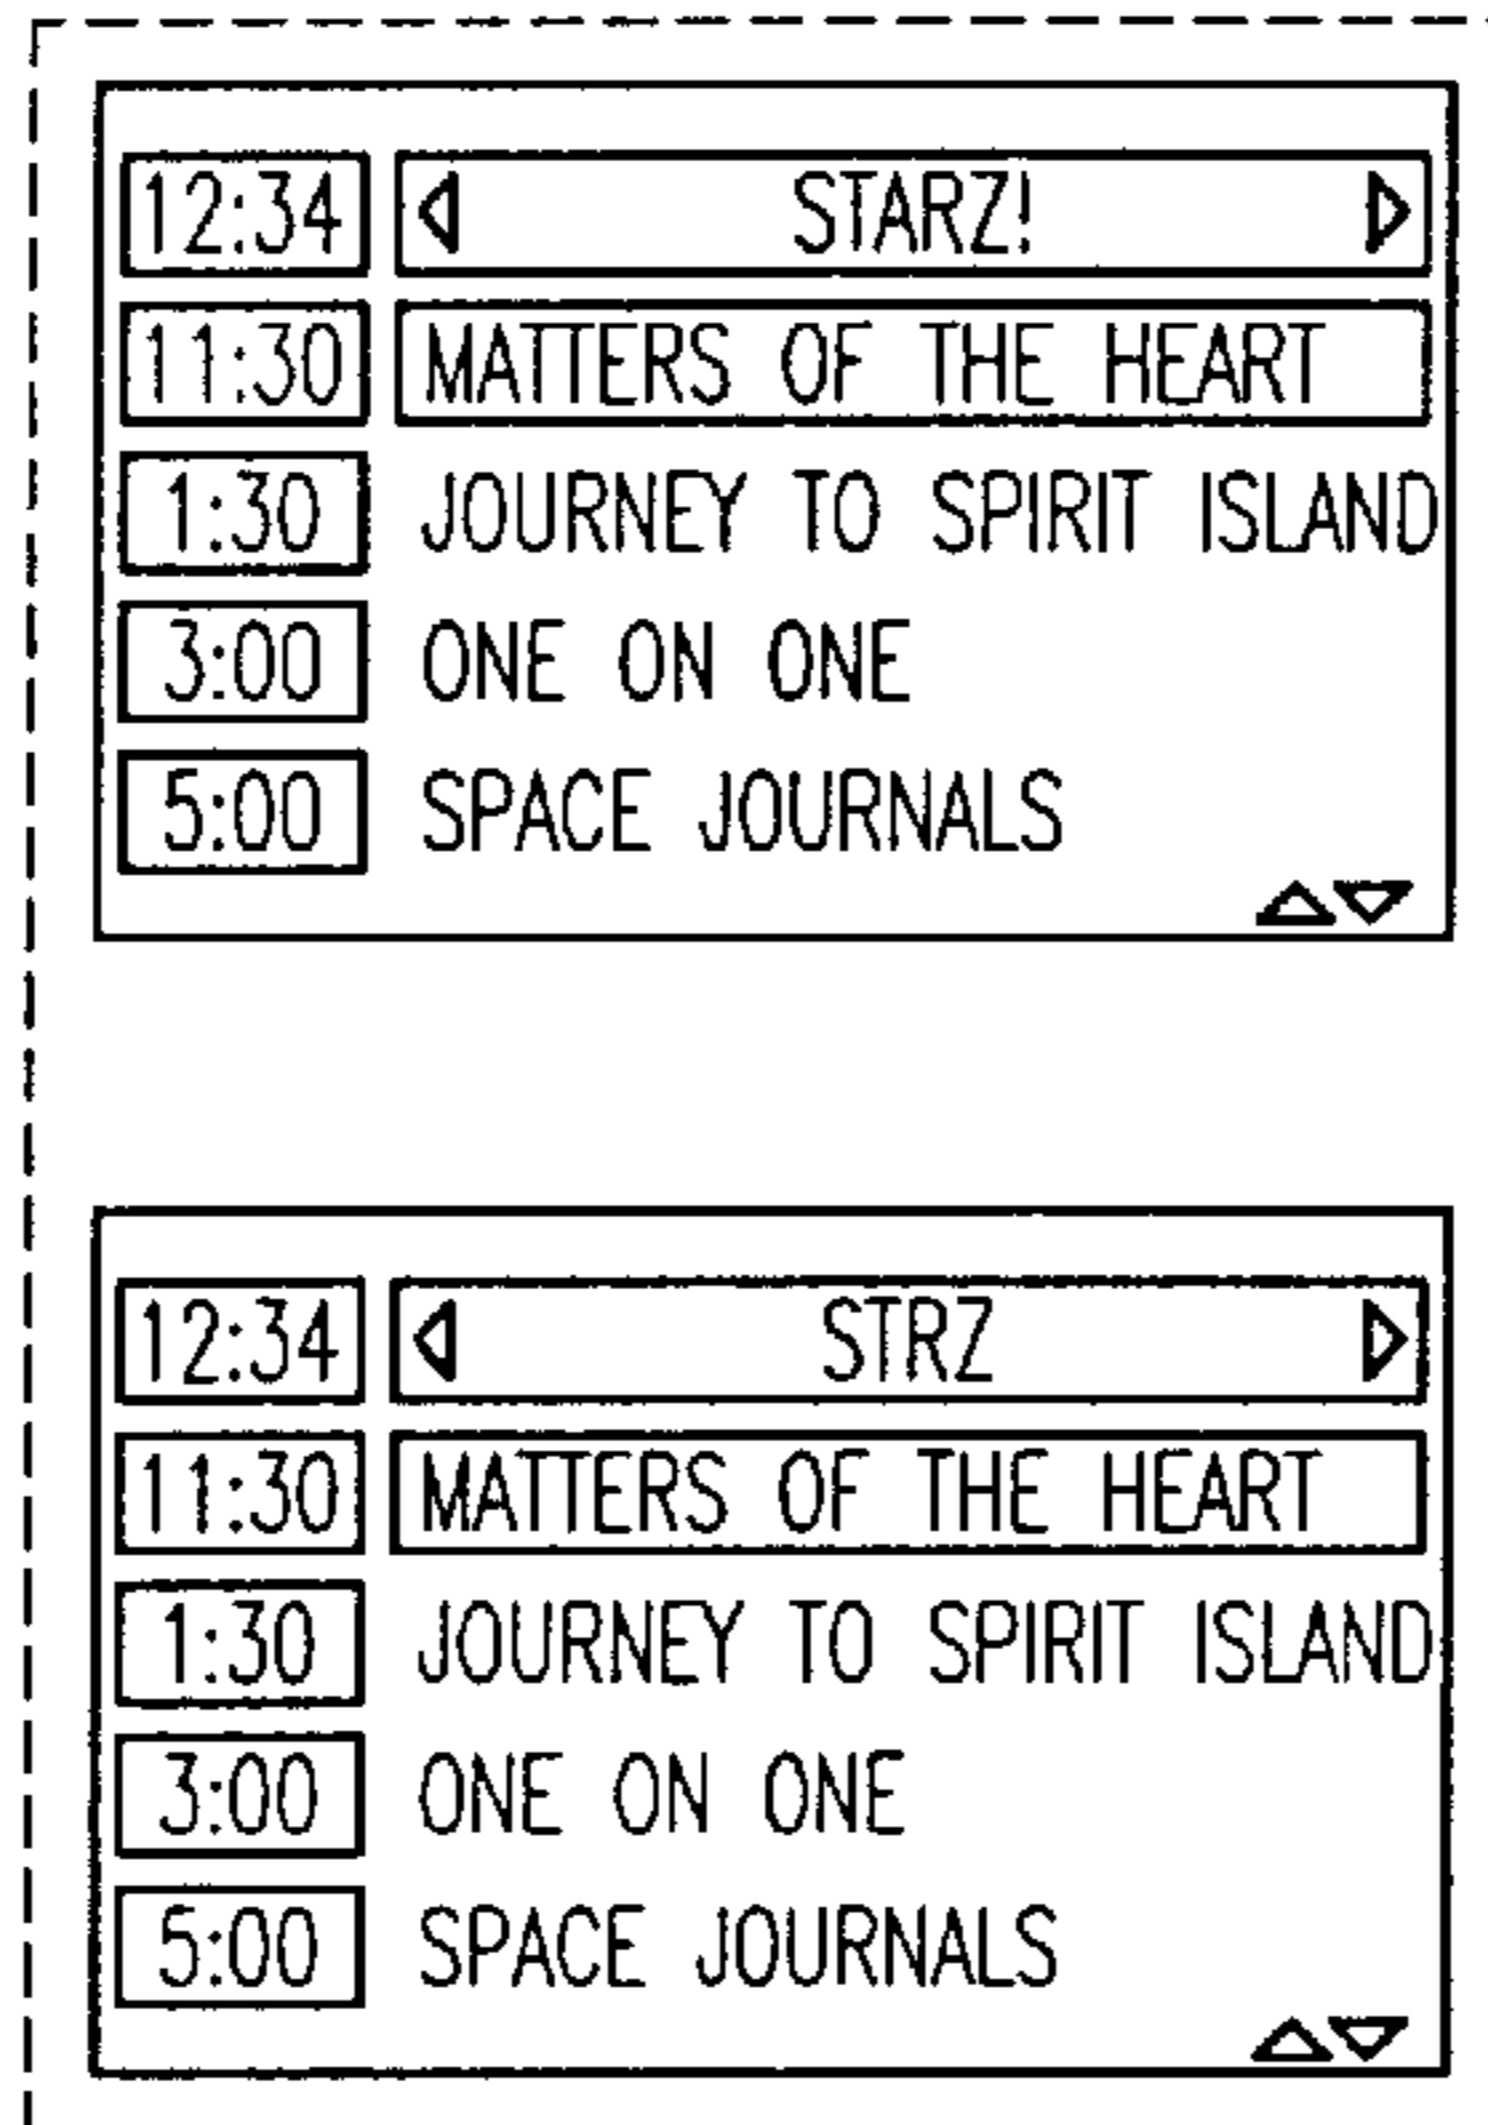 12:34 STARZ!
11:30 MATTERS OF THE HEART
1:30 JOURNEY TO SPIRIT ISLAND
3:00 ONE ON ONE
5:00 SPACE JOURNALS
12:34 STRZ
11:30 MATTERS OF THE HEART
1:30 JOURNEY TO SPIRIT ISLAND
3:00 ONE ON ONE
5:00 SPACE JOURNALS